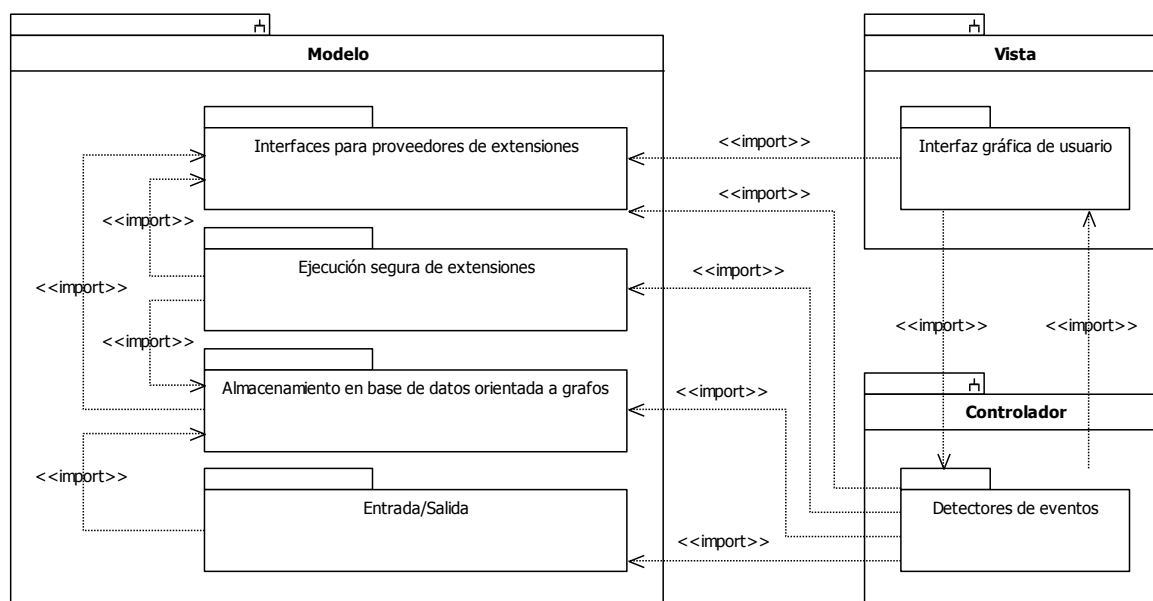 Modelo
Vista
Interfaces para proveedores de extensiones
<<import>>
Interfaz gráfica de usuario
<<import>>
<<import>>
Ejecución segura de extensiones
<<import>>
<<import>>
<<import>>
<<import>>
<<import>>
Almacenamiento en base de datos orientada a grafos
<<import>>
Controlador
<<import>>
Entrada/Salida
Detectores de eventos
<<import>>